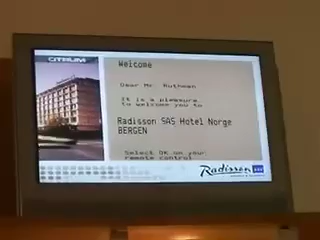 OTRUM
Welcome
Dear Mr. Ruthman
It is a pleasure
to welcome you to
Radisson SAS Hotel Norge
BERGEN
Select OK on your
remote control
Radisson SAS